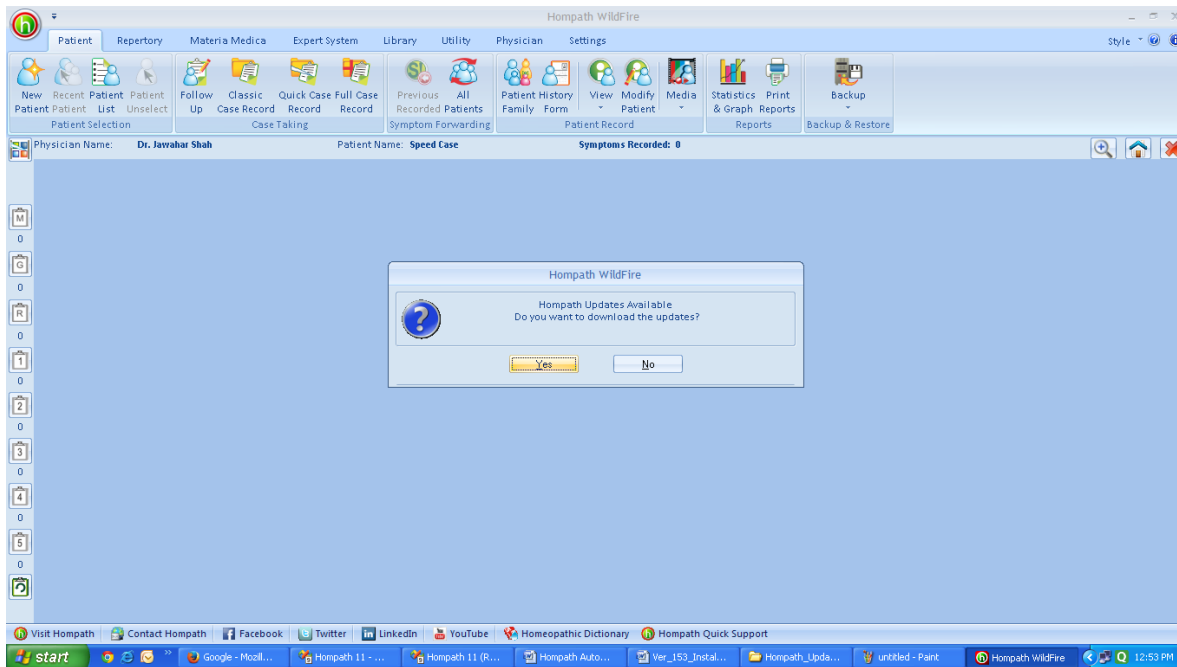 Hompath WildFire
Patient Repertory Materia Medica Expert System Library Utility Physician Settings Style
New Patient Recent Patient Patient List Patient Unselect
Patient Selection
Follow Up Classic Case Record Quick Case Record Full Case Record
Case Taking
Previous Recorded All Patients
Symptom Forwarding
Patient Family History Form View Modify Patient Media
Patient Record
Statistics & Graph Print Reports
Reports
Backup
Backup & Restore
Physician Name: Dr. Jawahar Shah Patient Name: Speed Case Symptoms Recorded: 0
M
0
G
0
R
0
1
0
2
0
3
0
4
0
5
0
Hompath WildFire
Hompath Updates Available
Do you want to download the updates?
Yes No
Visit Hompath Contact Hompath Facebook Twitter LinkedIn YouTube Homeopathic Dictionary Hompath Quick Support
start Google - Mozill... Hompath 11 - ... Hompath 11 (R... Hompath Auto... Ver_153_Instal... Hompath_Upda... untitled - Paint Hompath WildFire 12:53 PM